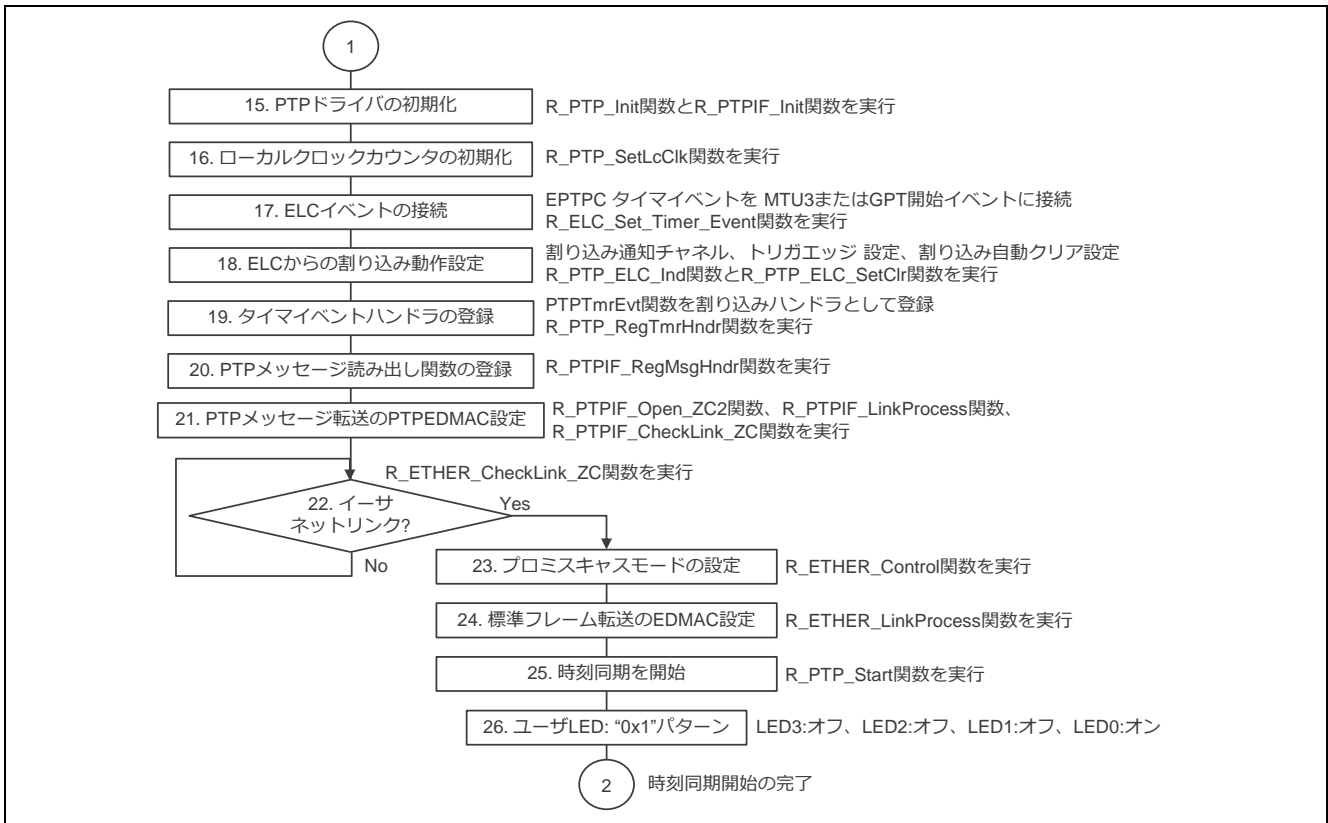 1
15. PTPドライバの初期化
R_PTP_Init関数とR_PTPIF_Init関数を実行
16. ローカルクロックカウンタの初期化
R_PTP_SetLcClk関数を実行
17. ELCイベントの接続
EPTPC タイマイベントを MTU3またはGPT開始イベントに接続
R_ELC_Set_Timer_Event関数を実行
18. ELCからの割り込み動作設定
割り込み通知チャネル、トリガエッジ 設定、割り込み自動クリア設定
R_PTP_ELC_Ind関数とR_PTP_ELC_SetClr関数を実行
19. タイマイベントハンドラの登録
PTPTmrEvt関数を割り込みハンドラとして登録
R_PTP_RegTmrHndr関数を実行
20. PTPメッセージ読み出し関数の登録
R_PTPIF_RegMsgHndr関数を実行
21. PTPメッセージ転送のPTPEDMAC設定
R_PTPIF_Open_ZC2関数、R_PTPIF_LinkProcess関数、
R_PTPIF_CheckLink_ZC関数を実行
R_ETHER_CheckLink_ZC関数を実行
22. イーサ
ネットリンク?
Yes
No
23. プロミスキャスモードの設定
R_ETHER_Control関数を実行
24. 標準フレーム転送のEDMAC設定
R_ETHER_LinkProcess関数を実行
25. 時刻同期を開始
R_PTP_Start関数を実行
26. ユーザLED: “0x1”パターン
LED3:オフ、LED2:オフ、LED1:オフ、LED0:オン
2
時刻同期開始の完了